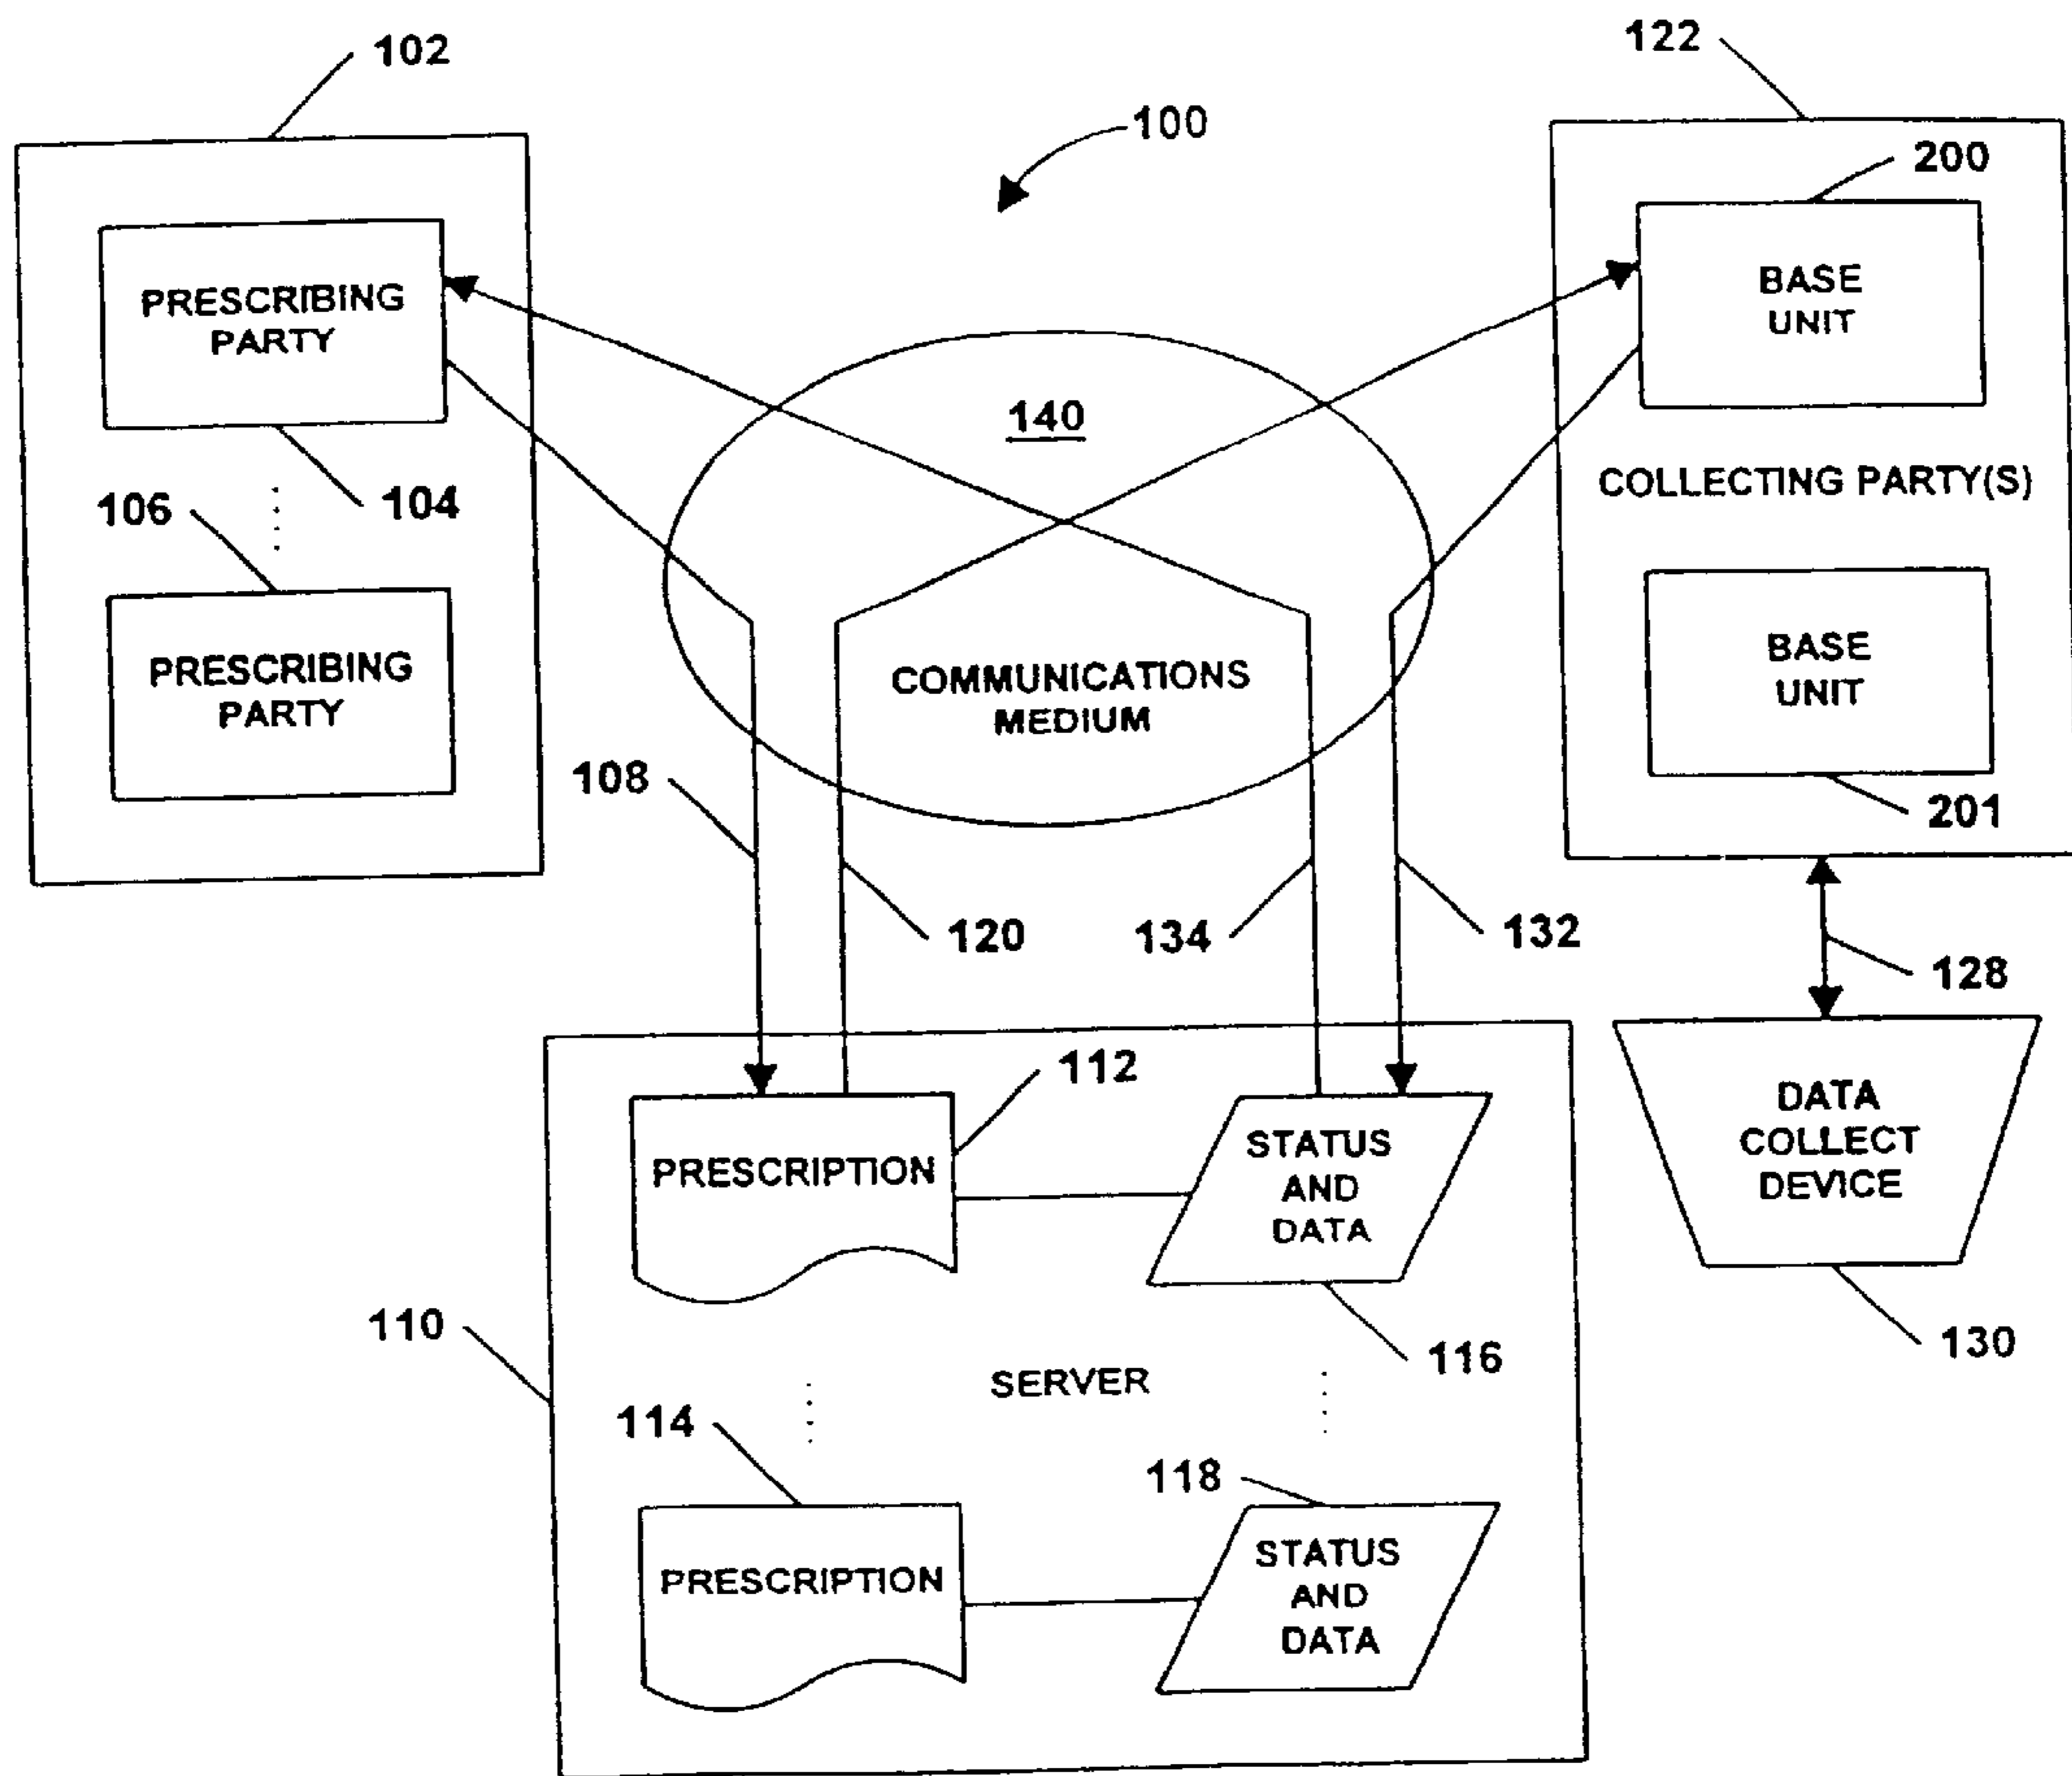 102
122
100
200
PRESCRIBING
PARTY
BASE
UNIT
140
COLLECTING PARTY(S)
104
106
PRESCRIBING
PARTY
COMMUNICATIONS
MEDIUM
BASE
UNIT
108
201
120
134
132
128
112
PRESCRIPTION
STATUS
AND
DATA
DATA
COLLECT
DEVICE
110
116
130
SERVER
114
118
PRESCRIPTION
STATUS
AND
DATA